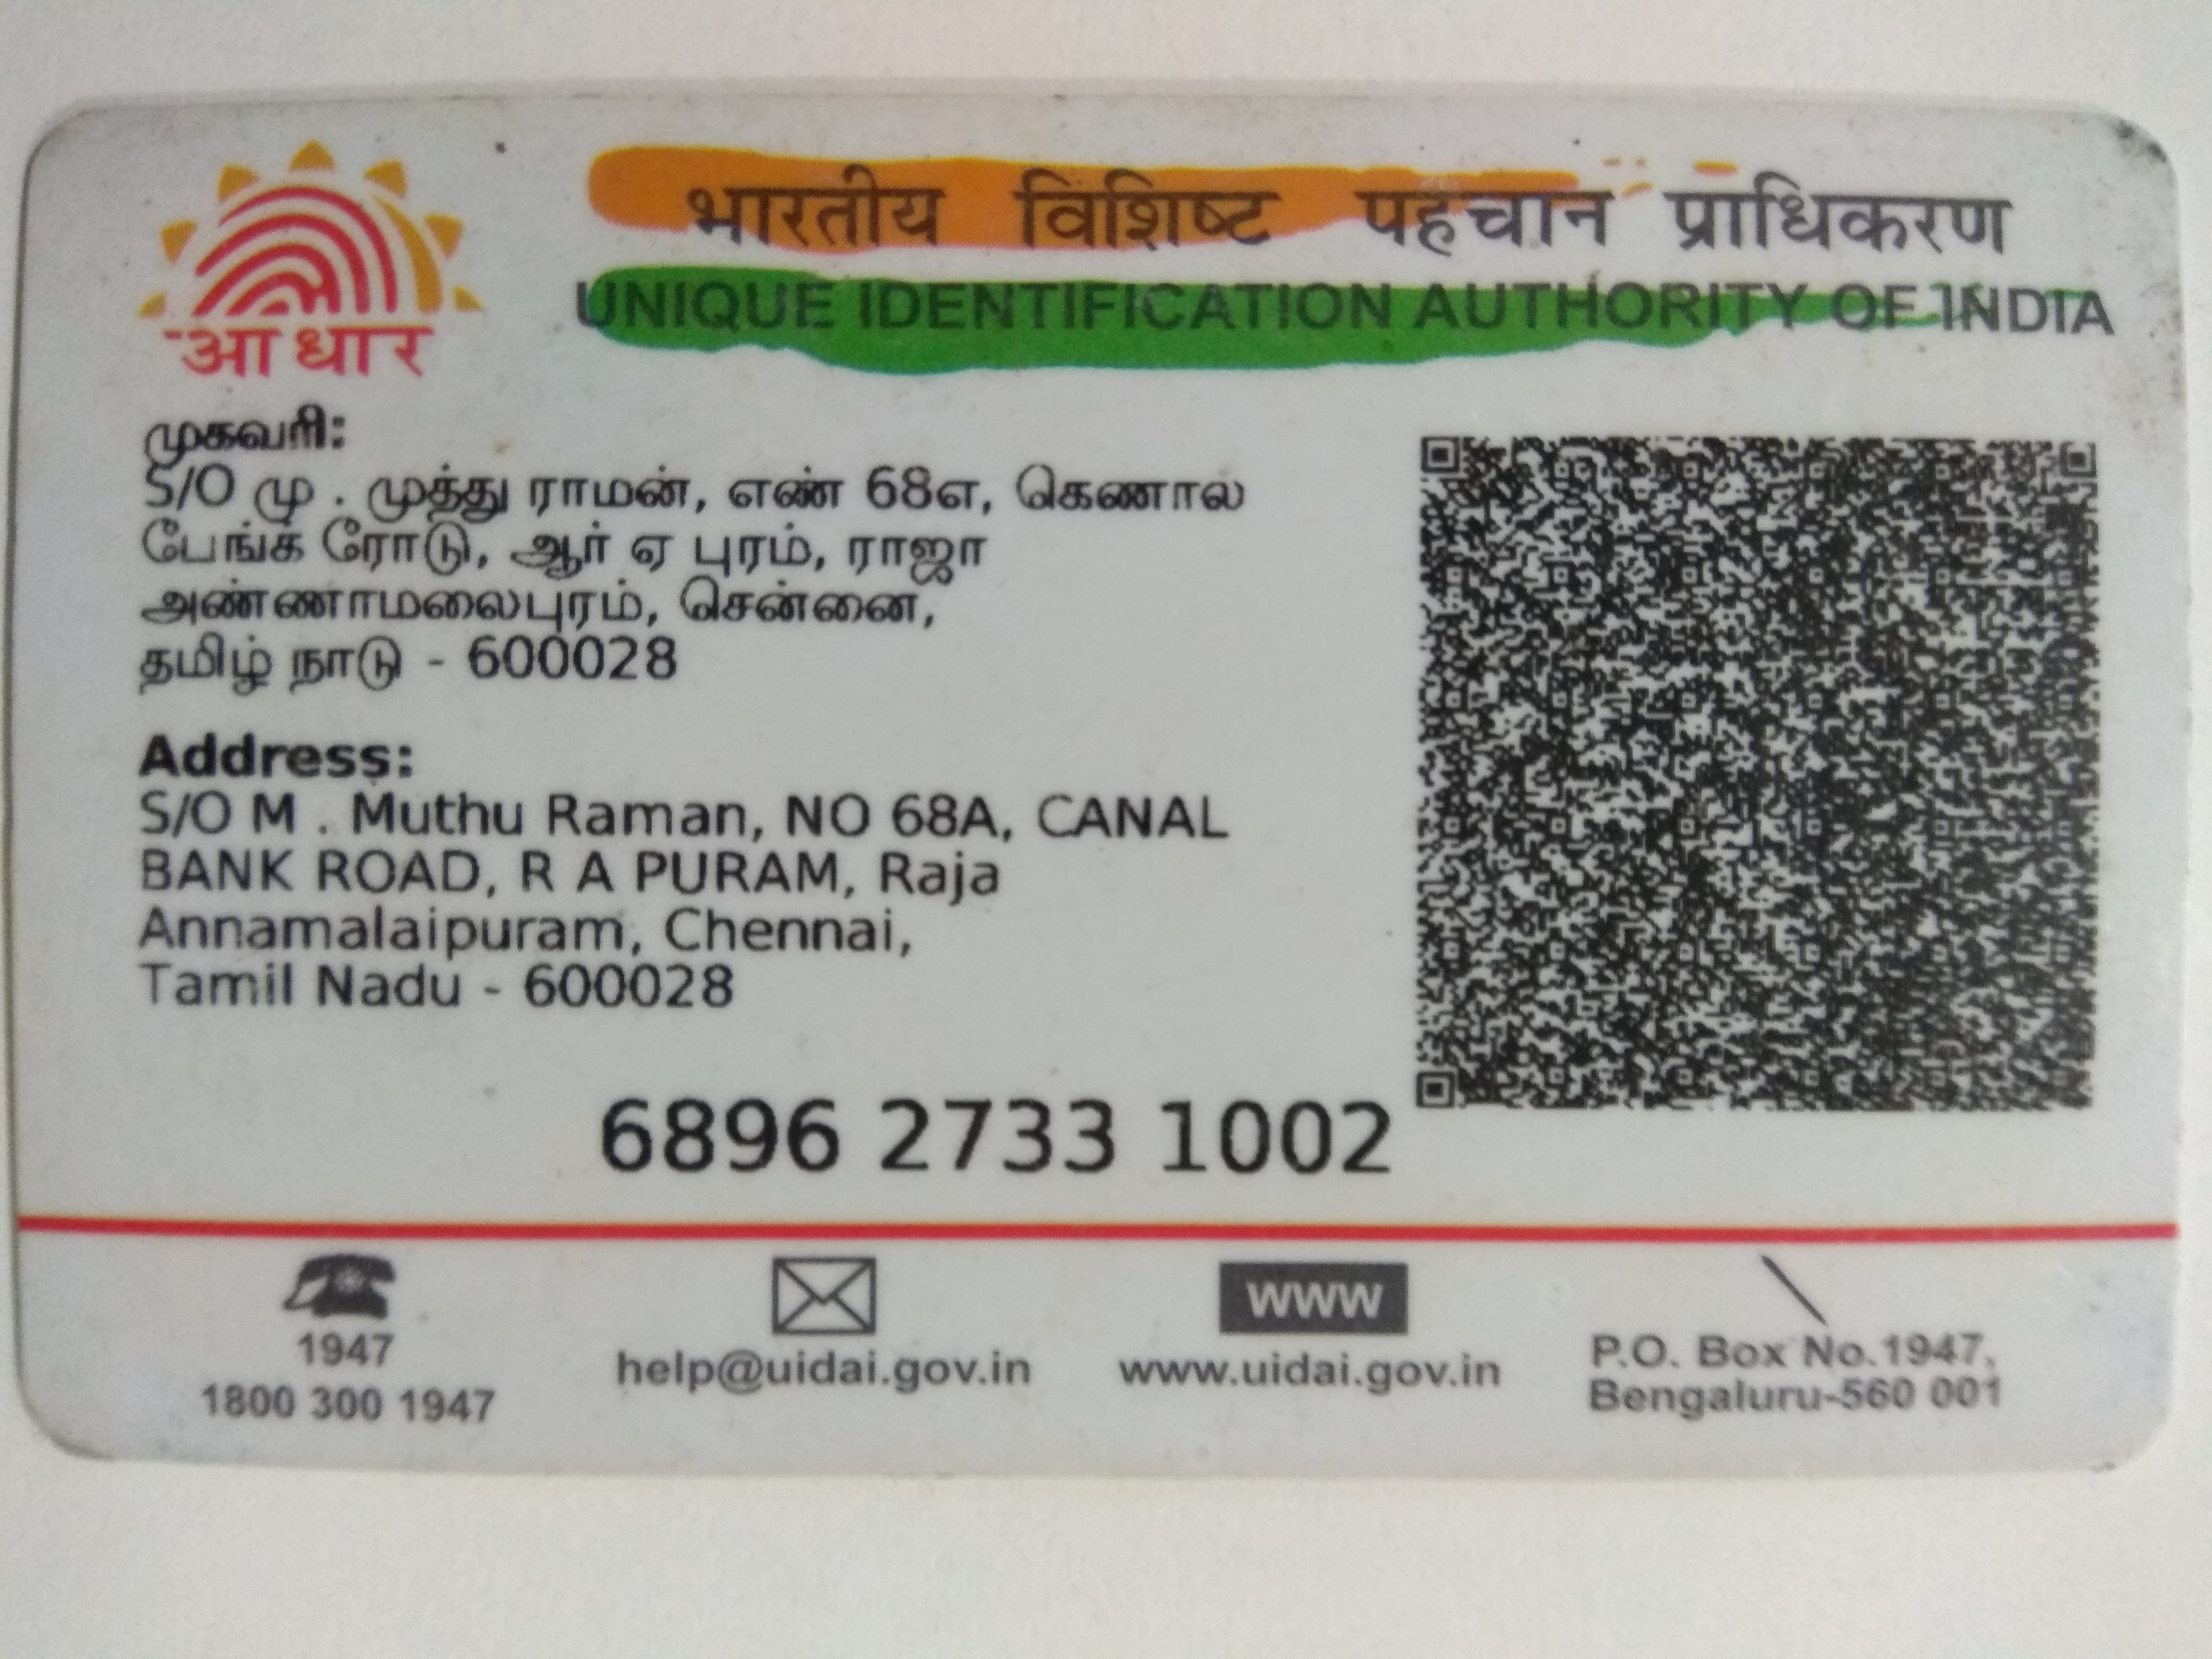 भारतीय विशिष्ट पहचान प्राधिकरण
UNIQUE IDENTIFICATION AUTHORITY OF INDIA
आधार
முகவரி:
S/O மு . முத்து ராமன், எண் 68எ, கெணால
பேங்க் ரோடு, ஆர் ஏ புரம், ராஜா
அண்ணாமலைபுரம், சென்னை,
தமிழ் நாடு - 600028
Address:
S/O M . Muthu Raman, NO 68A, CANAL
BANK ROAD, R A PURAM, Raja
Annamalaipuram, Chennai,
Tamil Nadu - 600028
6896 2733 1002
1947
1800 300 1947
help@uidai.gov.in
www
www.uidai.gov.in
P.O. Box No.1947,
Bengaluru-560 001